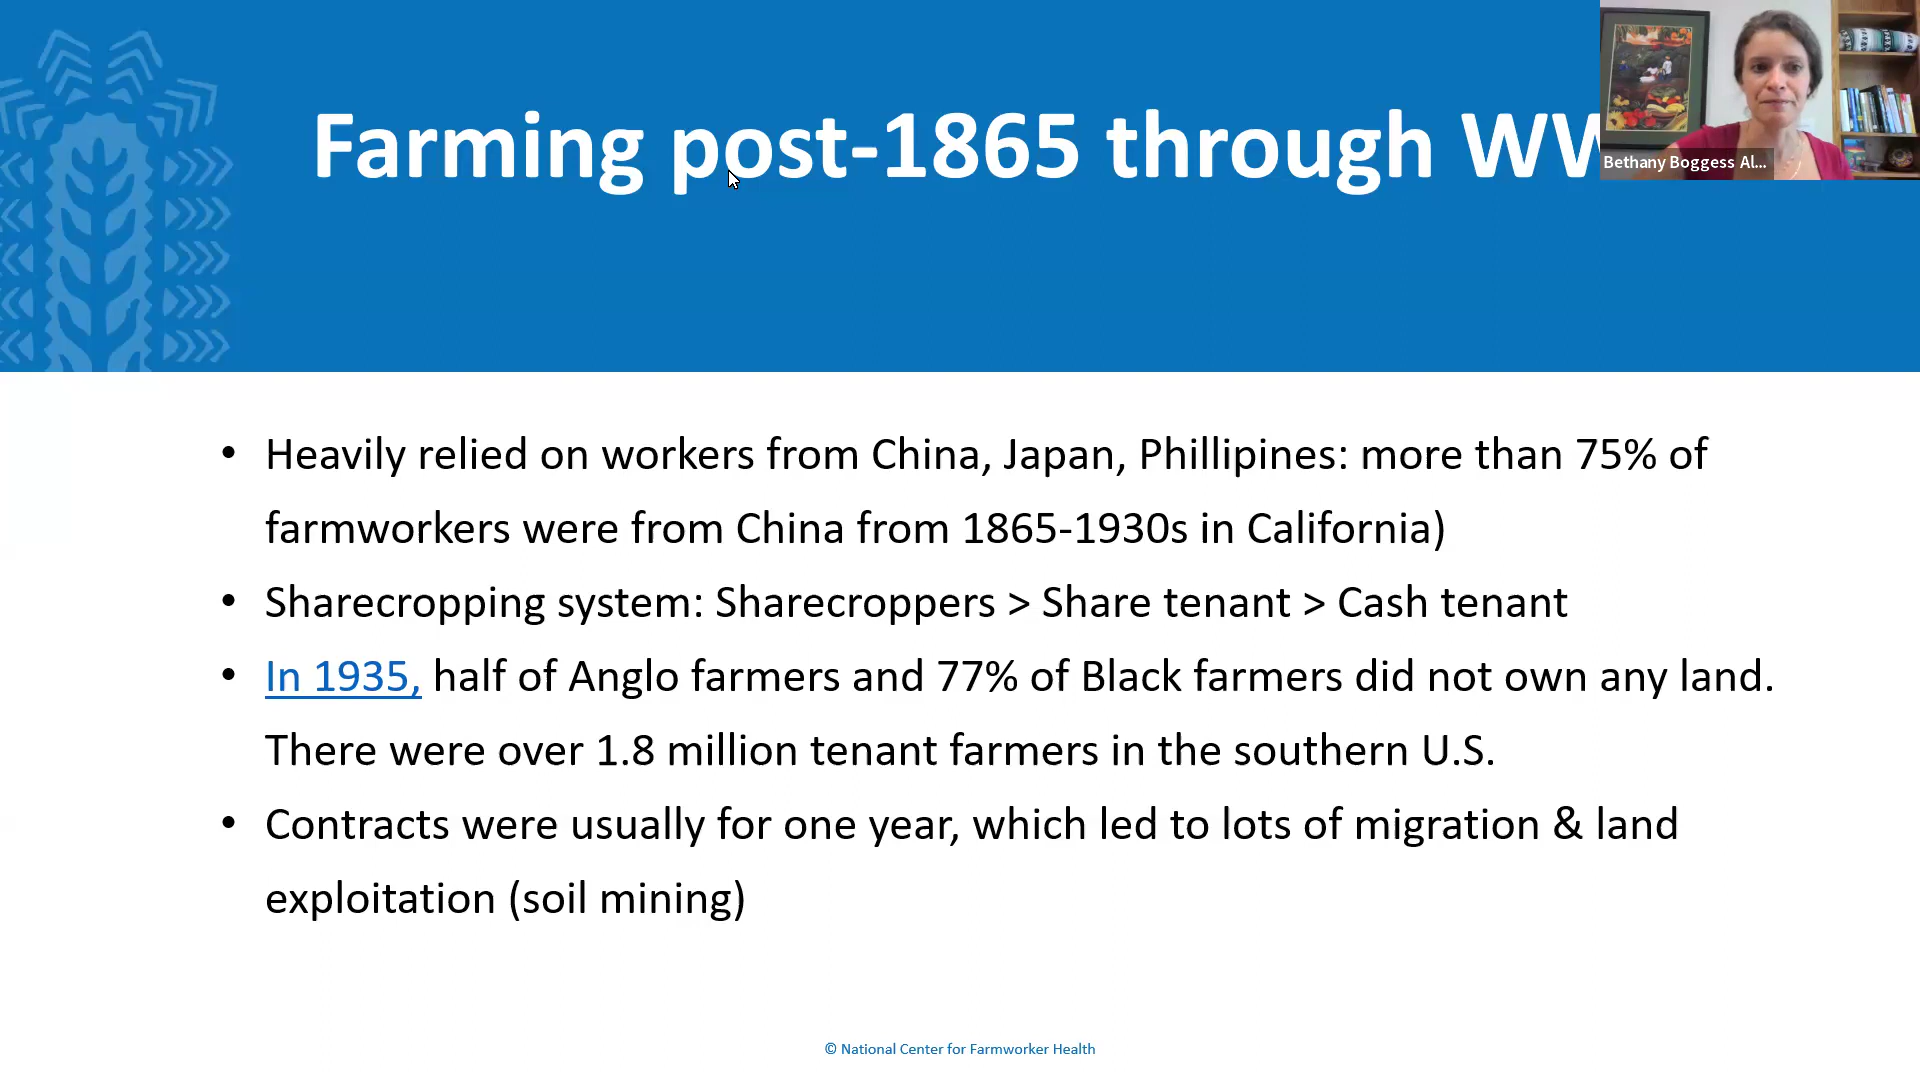 Farming post-1865 through WW
Bethany Boggess Al...
• Heavily relied on workers from China, Japan, Phillipines: more than 75% of
farmworkers were from China from 1865-1930s in California)
• Sharecropping system: Sharecroppers > Share tenant > Cash tenant
• In 1935, half of Anglo farmers and 77% of Black farmers did not own any land.
There were over 1.8 million tenant farmers in the southern U.S.
• Contracts were usually for one year, which led to lots of migration & land
exploitation (soil mining)
© National Center for Farmworker Health